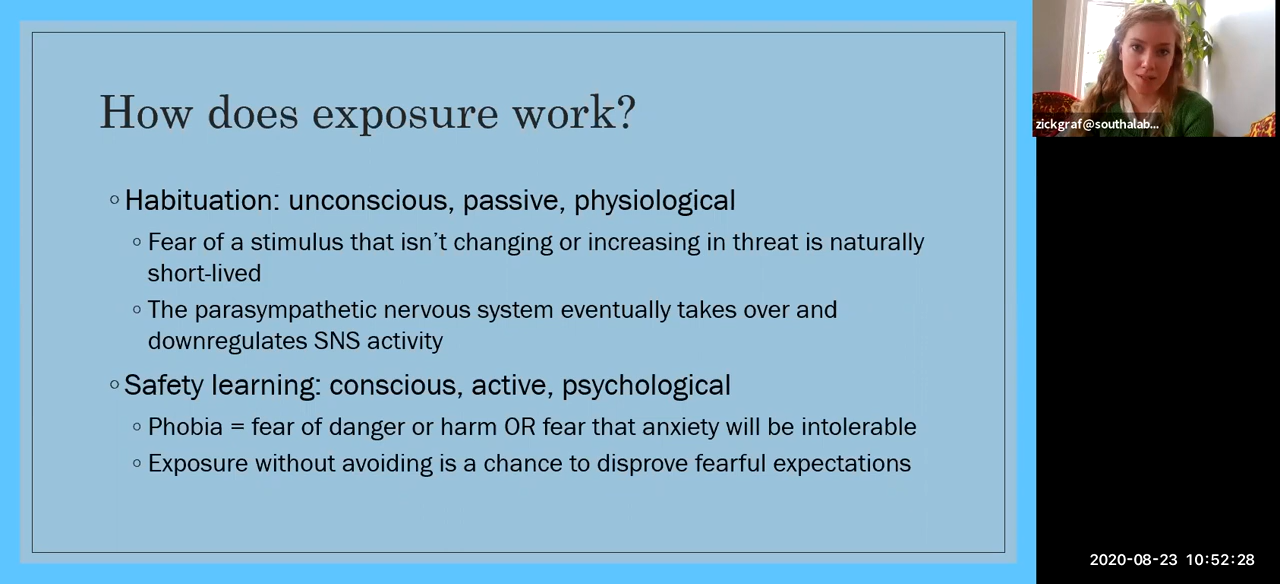 How does exposure work?
◦Habituation: unconscious, passive, physiological
◦Fear of a stimulus that isn't changing or increasing in threat is naturally
short-lived
◦The parasympathetic nervous system eventually takes over and
downregulates SNS activity
◦Safety learning: conscious, active, psychological
◦Phobia = fear of danger or harm OR fear that anxiety will be intolerable
◦Exposure without avoiding is a chance to disprove fearful expectations
zickgraf@southalab...
2020-08-23 10:52:28